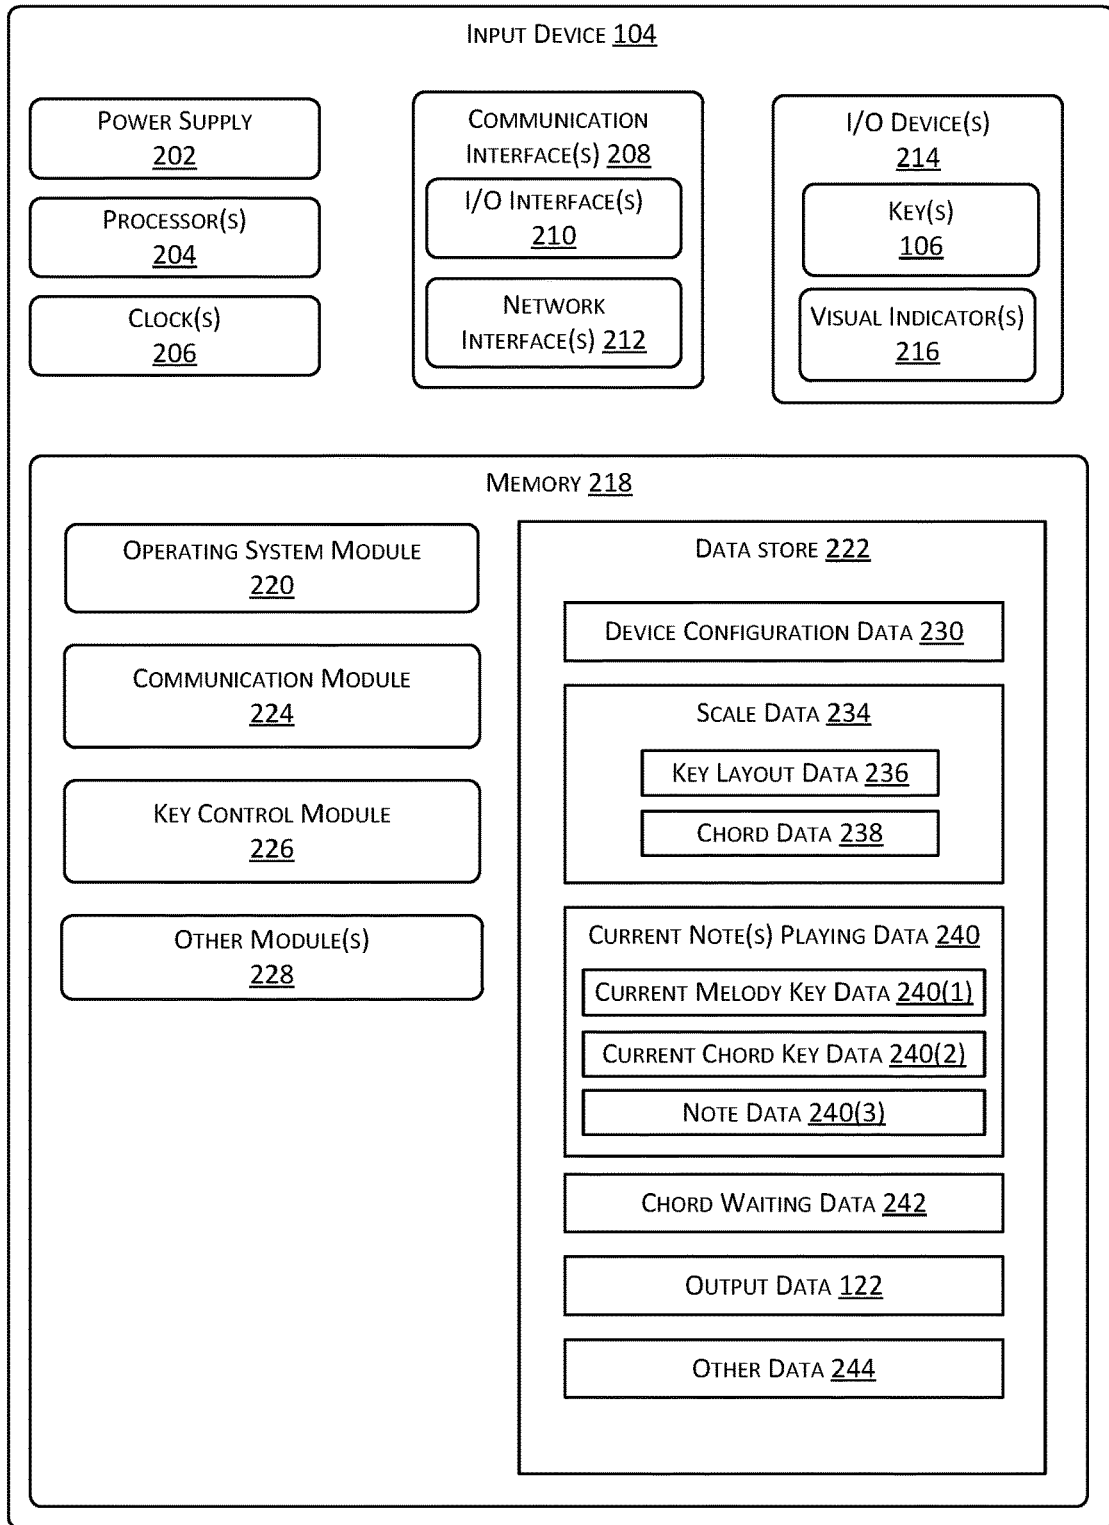 INPUT DEVICE 104
POWER SUPPLY
202
PROCESSOR(S)
204
CLOCK(S)
206
COMMUNICATION
INTERFACE(S) 208
I/O INTERFACE(S)
210
NETWORK
INTERFACE(S) 212
I/O DEVICE(S)
214
KEY(S)
106
VISUAL INDICATOR(S)
216
MEMORY 218
OPERATING SYSTEM MODULE
220
COMMUNICATION MODULE
224
KEY CONTROL MODULE
226
OTHER MODULE(S)
228
DATA STORE 222
DEVICE CONFIGURATION DATA 230
SCALE DATA 234
KEY LAYOUT DATA 236
CHORD DATA 238
CURRENT NOTE(S) PLAYING DATA 240
CURRENT MELODY KEY DATA 240(1)
CURRENT CHORD KEY DATA 240(2)
NOTE DATA 240(3)
CHORD WAITING DATA 242
OUTPUT DATA 122
OTHER DATA 244